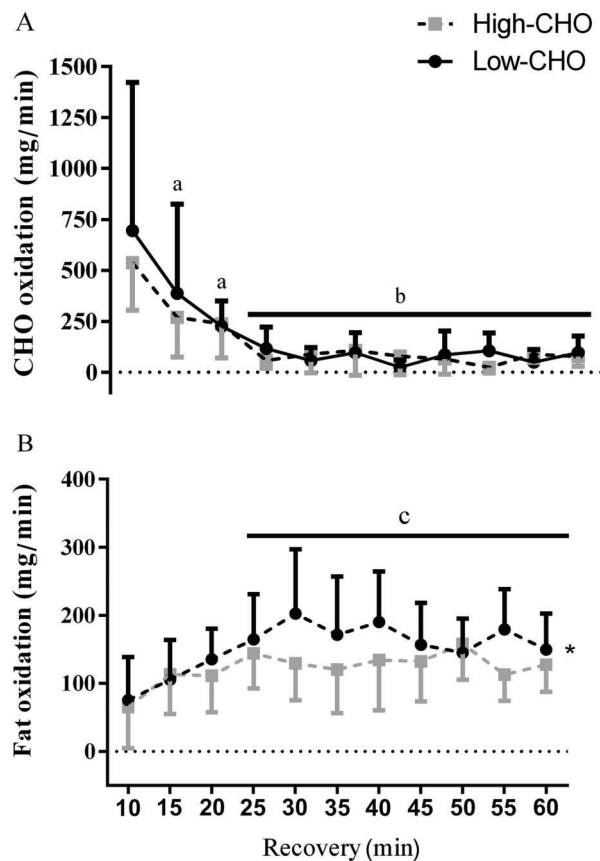 A
High-CHO
Low-CHO
CHO oxidation (mg/min)
1500
1250
1000
750
500
250
0
a
a
b
B
Fat oxidation (mg/min)
400
300
200
100
0
c
*
10 15 20 25 30 35 40 45 50 55 60
Recovery (min)